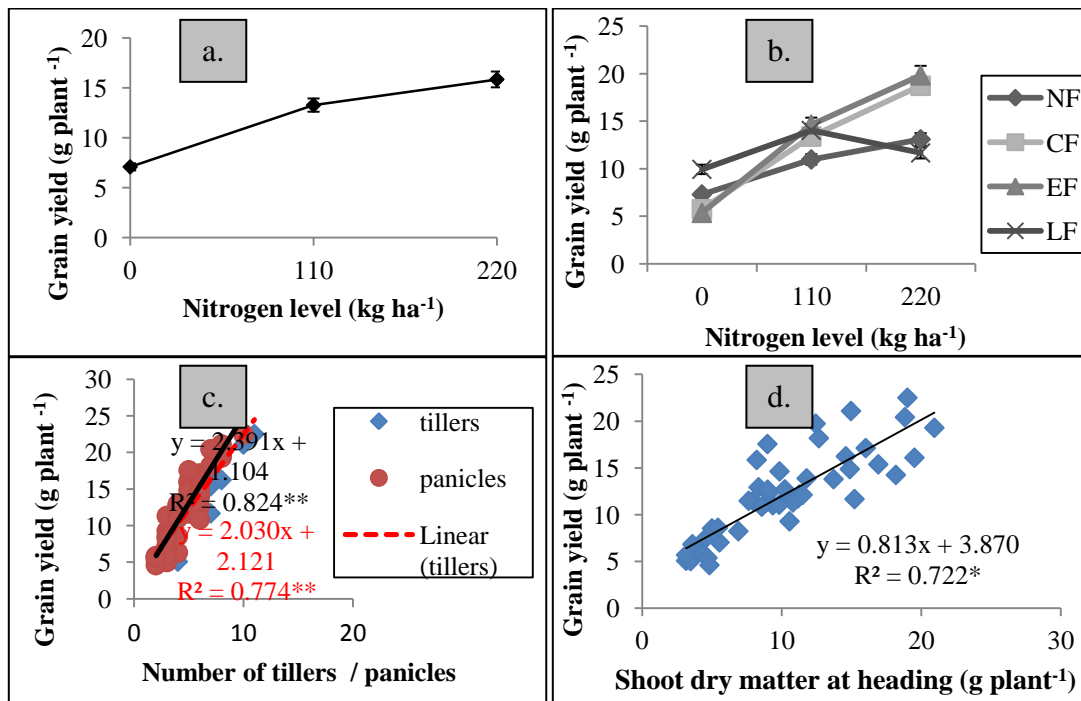 a.
Grain yield (g plant ⁻¹)
20
15
10
5
0
0 110 220
Nitrogen level (kg ha⁻¹)
b.
Grain yield (g plant ⁻¹)
25
20
15
10
5
0
0 110 220
Nitrogen level (kg ha⁻¹)
NF
CF
EF
LF
c.
Grain yield (g plant ⁻¹)
30
25
20
15
10
5
0
y = 2.391x +
1.104
R² = 0.824**
y = 2.030x +
2.121
R² = 0.774**
0 10 20
Number of tillers / panicles
tillers
panicles
Linear
(tillers)
d.
Grain yield (g plant ⁻¹)
25
20
15
10
5
0
y = 0.813x + 3.870
R² = 0.722*
0 10 20 30
Shoot dry matter at heading (g plant⁻¹)